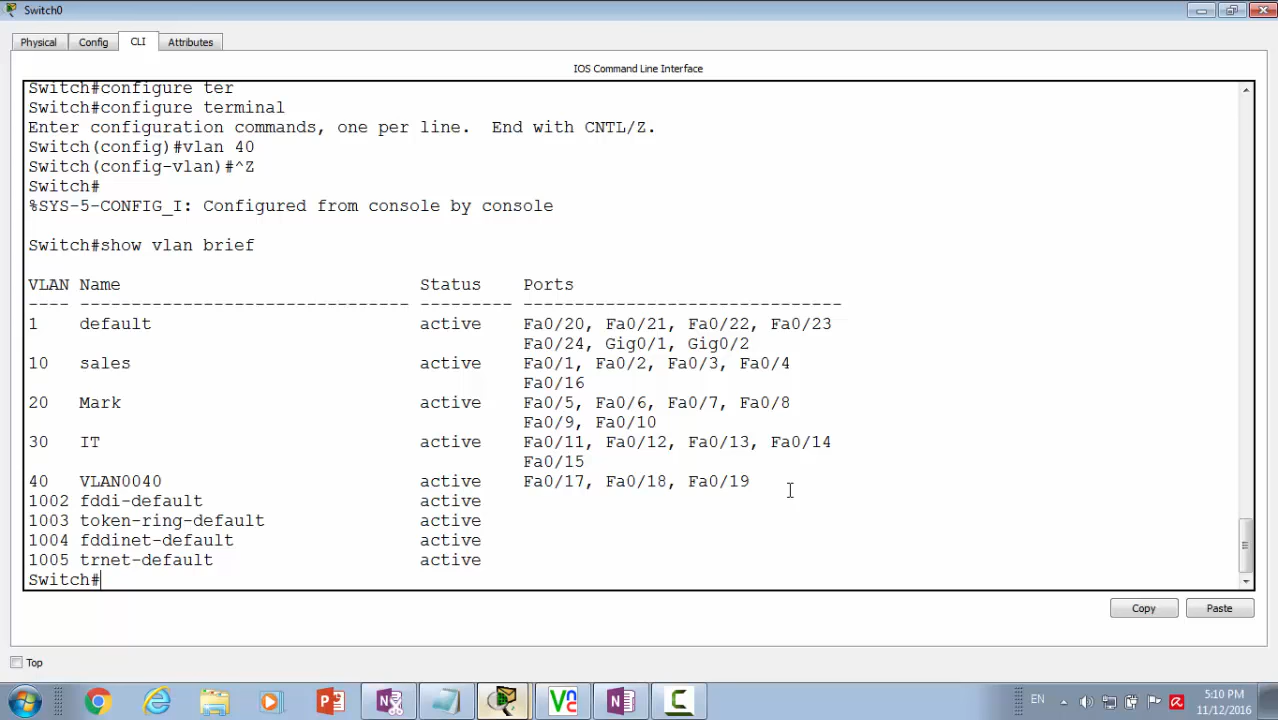 Switch0
Physical Config CLI Attributes
IOS Command Line Interface
Switch#configure ter
Switch#configure terminal
Enter configuration commands, one per line.  End with CNTL/Z.
Switch(config)#vlan 40
Switch(config-vlan)#^Z
Switch#
%SYS-5-CONFIG_I: Configured from console by console
Switch#show vlan brief
VLAN Name                             Status    Ports
---- -------------------------------- --------- -------------------------------
1    default                          active    Fa0/20, Fa0/21, Fa0/22, Fa0/23
                                                Fa0/24, Gig0/1, Gig0/2
10   sales                            active    Fa0/1, Fa0/2, Fa0/3, Fa0/4
                                                Fa0/16
20   Mark                             active    Fa0/5, Fa0/6, Fa0/7, Fa0/8
                                                Fa0/9, Fa0/10
30   IT                               active    Fa0/11, Fa0/12, Fa0/13, Fa0/14
                                                Fa0/15
40   VLAN0040                         active    Fa0/17, Fa0/18, Fa0/19
1002 fddi-default                     active
1003 token-ring-default               active
1004 fddinet-default                  active
1005 trnet-default                    active
Switch#
Copy Paste
Top
EN 5:10 PM
11/12/2016